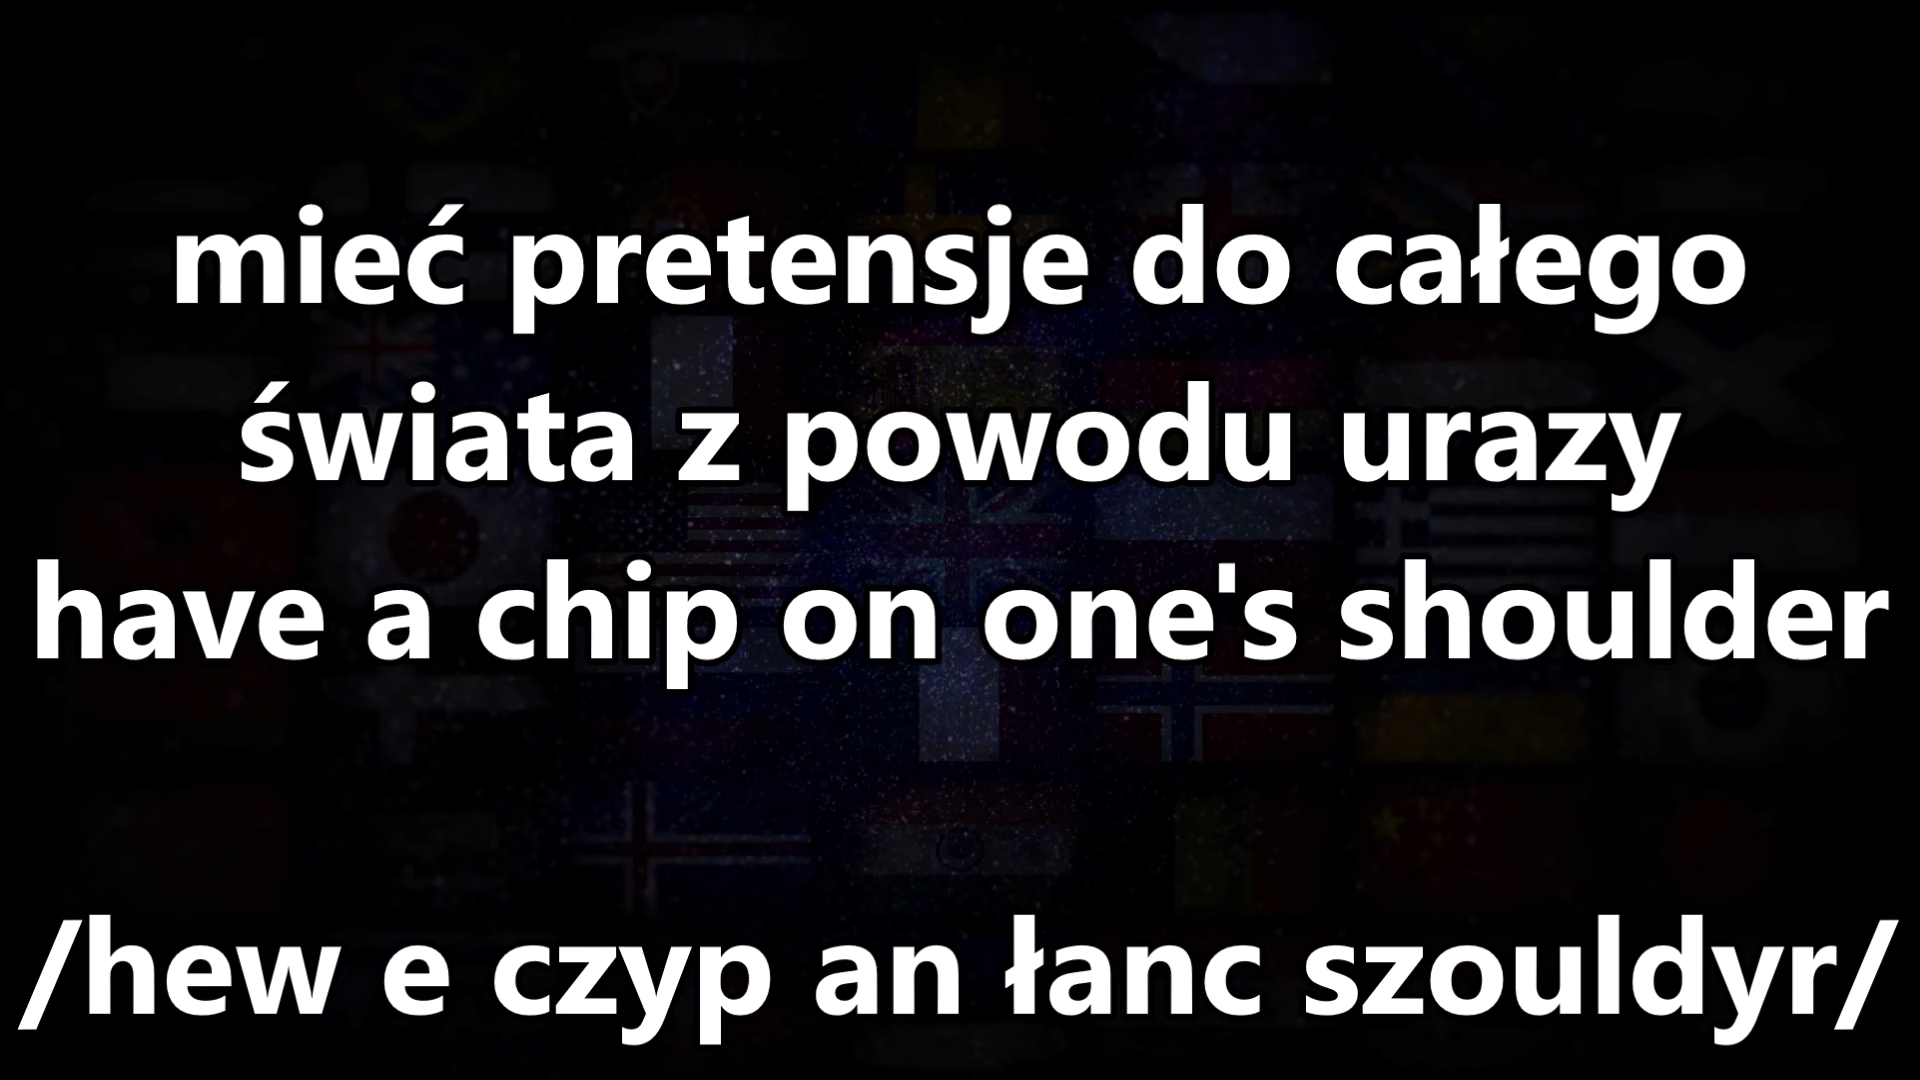 mieć pretensje do całego
świata z powodu urazy
have a chip on one's shoulder
/hew e czyp an łanc szouldyr/